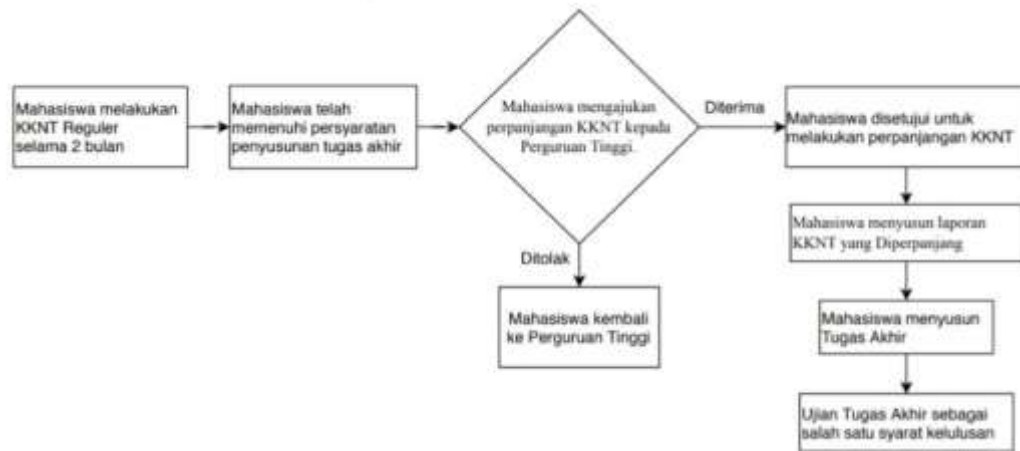 Mahasiswa melakukan
KKNT Reguler
selama 2 bulan
Mahasiswa telah
memenuhi persyaratan
penyusunan tugas akhir
Mahasiswa mengajukan
perpanjangan KKNT kepada
Perguruan Tinggi.
Diterima
Mahasiswa disetujui untuk
melakukan perpanjangan KKNT
Mahasiswa menyusun laporan
KKNT yang Diperpanjang
Ditolak
Mahasiswa kembali
ke Perguruan Tinggi
Mahasiswa menyusun
Tugas Akhir
Ujian Tugas Akhir sebagai
salah satu syarat kelulusan